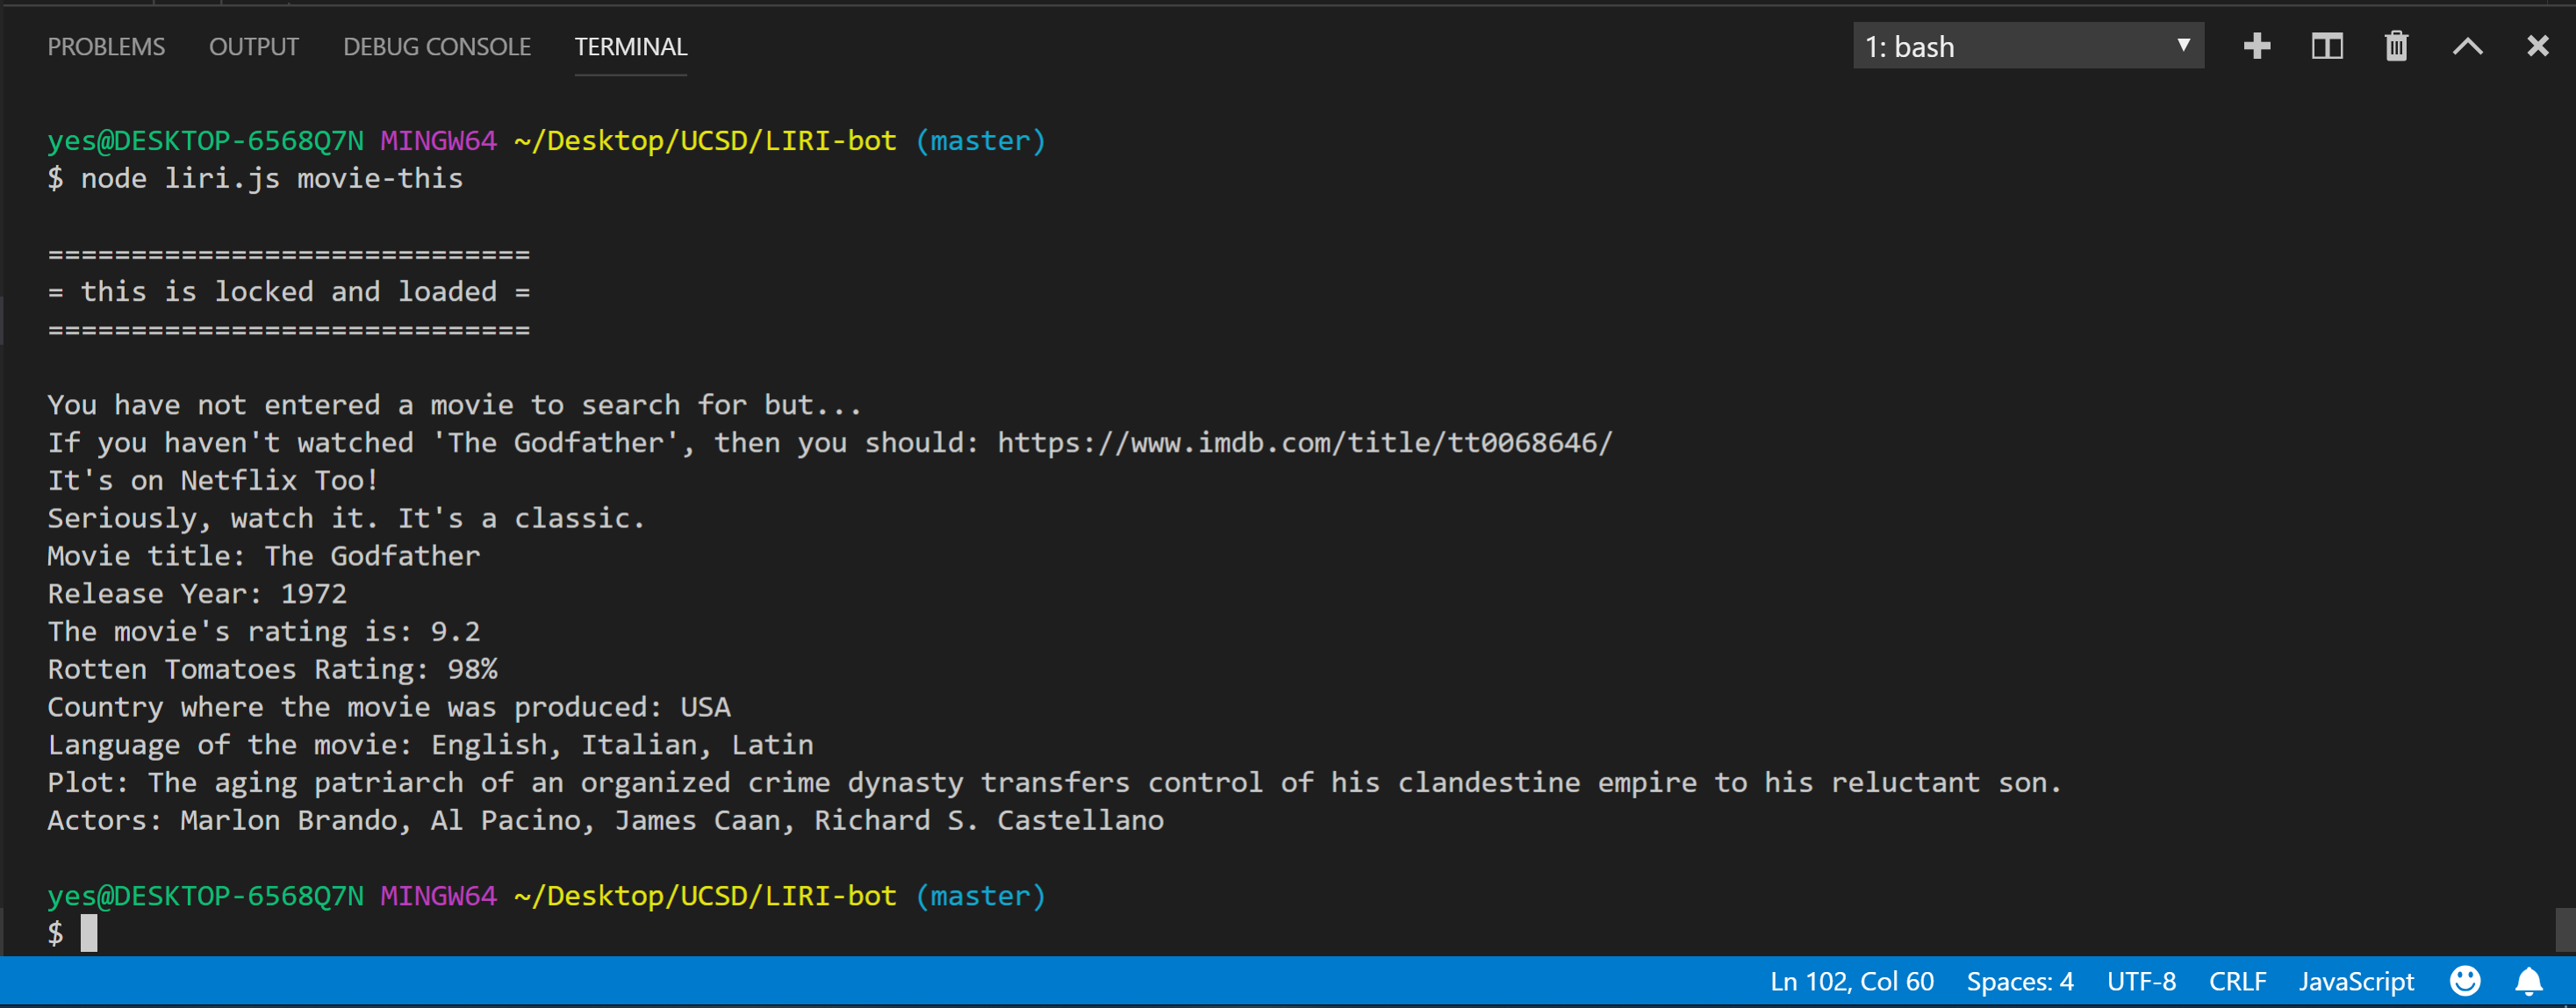 PROBLEMS OUTPUT DEBUG CONSOLE TERMINAL 1: bash
yes@DESKTOP-6568Q7N MINGW64 ~/Desktop/UCSD/LIRI-bot (master)
$ node liri.js movie-this
=============================
= this is locked and loaded =
=============================
You have not entered a movie to search for but...
If you haven't watched 'The Godfather', then you should: https://www.imdb.com/title/tt0068646/
It's on Netflix Too!
Seriously, watch it. It's a classic.
Movie title: The Godfather
Release Year: 1972
The movie's rating is: 9.2
Rotten Tomatoes Rating: 98%
Country where the movie was produced: USA
Language of the movie: English, Italian, Latin
Plot: The aging patriarch of an organized crime dynasty transfers control of his clandestine empire to his reluctant son.
Actors: Marlon Brando, Al Pacino, James Caan, Richard S. Castellano
yes@DESKTOP-6568Q7N MINGW64 ~/Desktop/UCSD/LIRI-bot (master)
$
Ln 102, Col 60 Spaces: 4 UTF-8 CRLF JavaScript